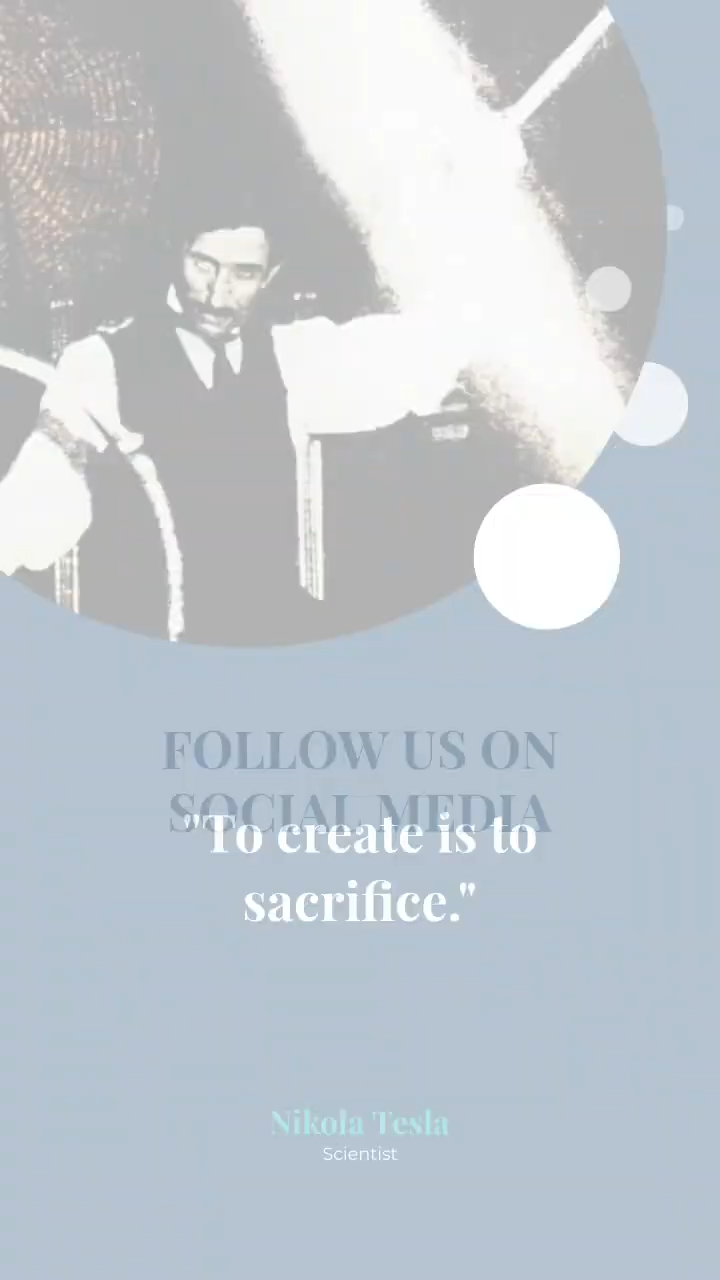 FOLLOW US ON
SOCIAL MEDIA
"To create is to
sacrifice."
Nikola Tesla
Scientist